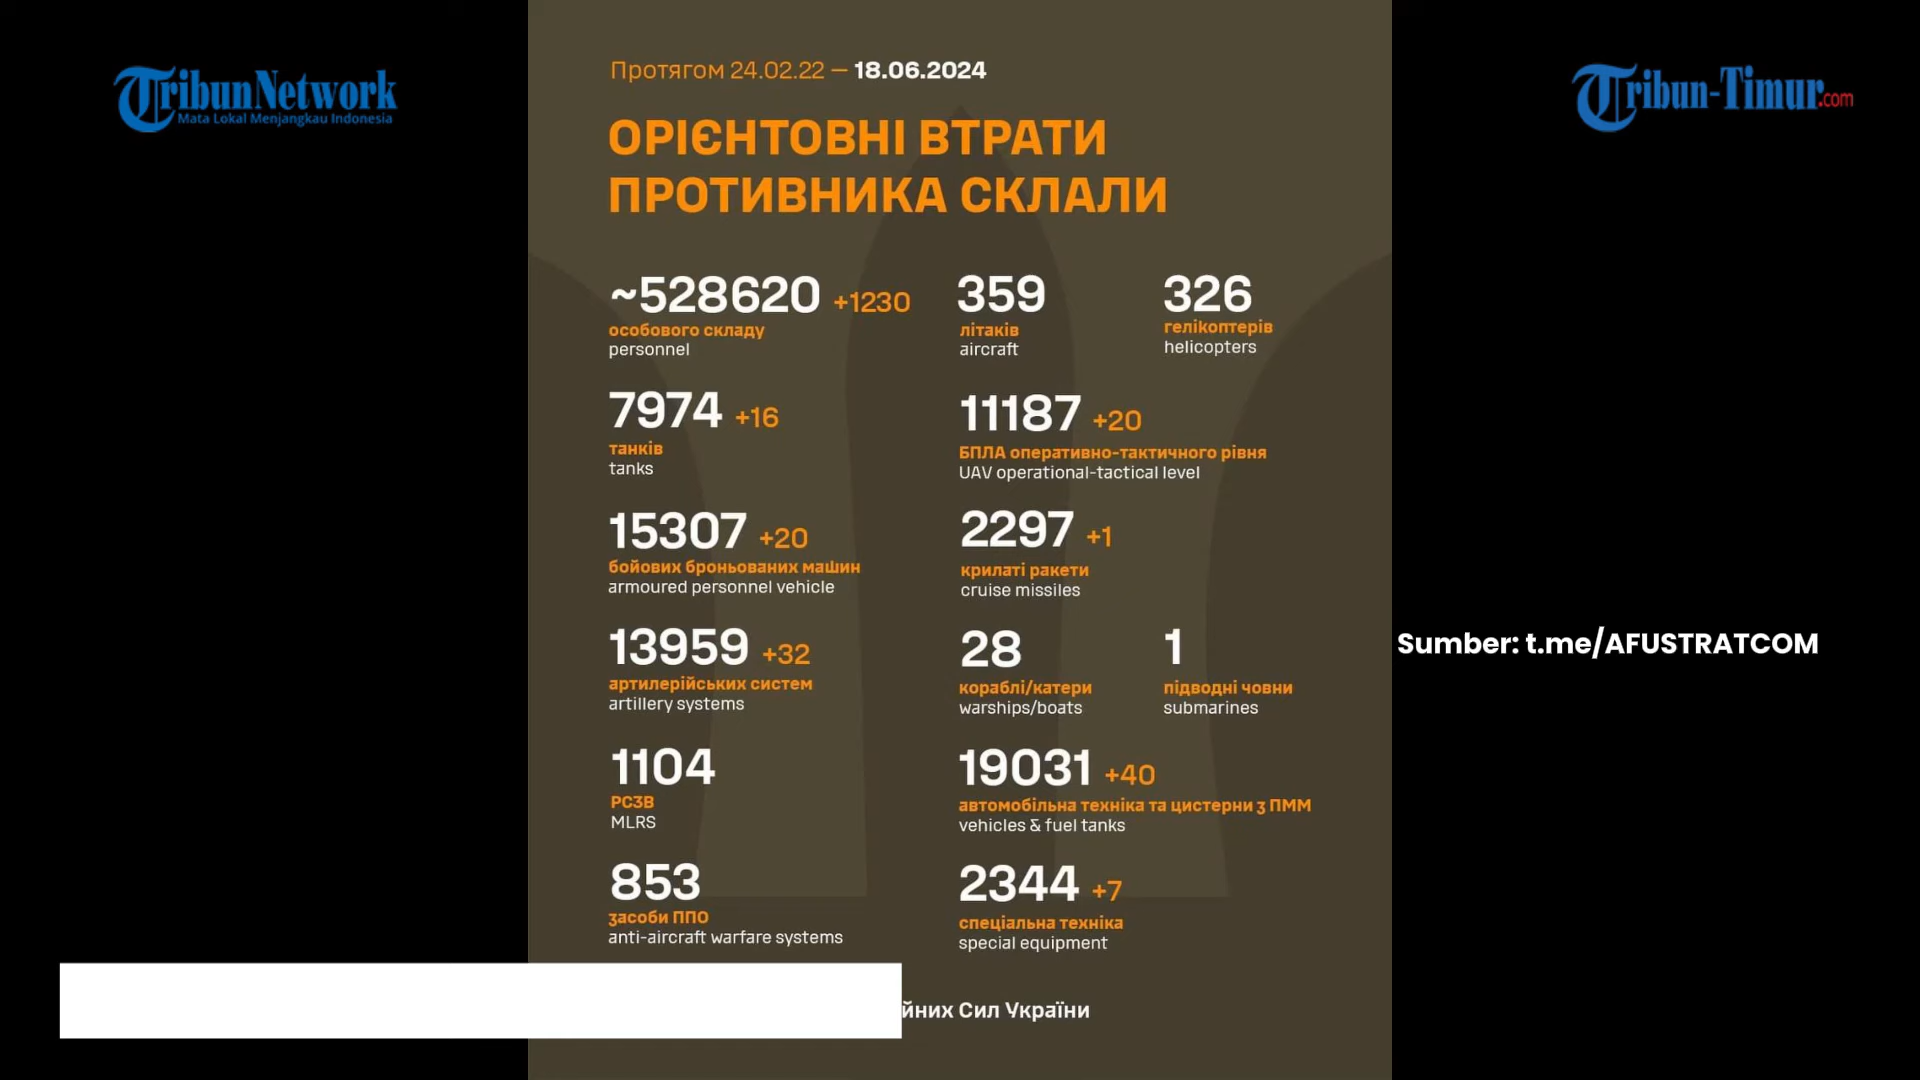 TribunNetwork
Mata Lokal Menjangkau Indonesia
Tribun-Timur.com
Протягом 24.02.22 — 18.06.2024
ОРІЄНТОВНІ ВТРАТИ
ПРОТИВНИКА СКЛАЛИ
~528620 +1230
особового складу
personnel
359
літаків
aircraft
326
гелікоптерів
helicopters
7974 +16
танків
tanks
11187 +20
БПЛА оперативно-тактичного рівня
UAV operational-tactical level
15307 +20
бойових броньованих машин
armoured personnel vehicle
2297 +1
крилаті ракети
cruise missiles
13959 +32
артилерійських систем
artillery systems
28
кораблі/катери
warships/boats
1
підводні човни
submarines
Sumber: t.me/AFUSTRATCOM
1104
РСЗВ
MLRS
19031 +40
автомобільна техніка та цистерни з ПММ
vehicles & fuel tanks
853
засоби ППО
anti-aircraft warfare systems
2344 +7
спеціальна техніка
special equipment
йних Сил України